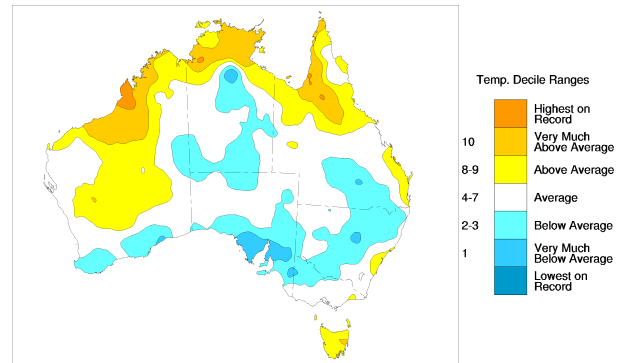 Temp. Decile Ranges
Highest on
Record
10
Very Much
Above Average
8-9
Above Average
4-7
Average
2-3
Below Average
1
Very Much
Below Average
Lowest on
Record